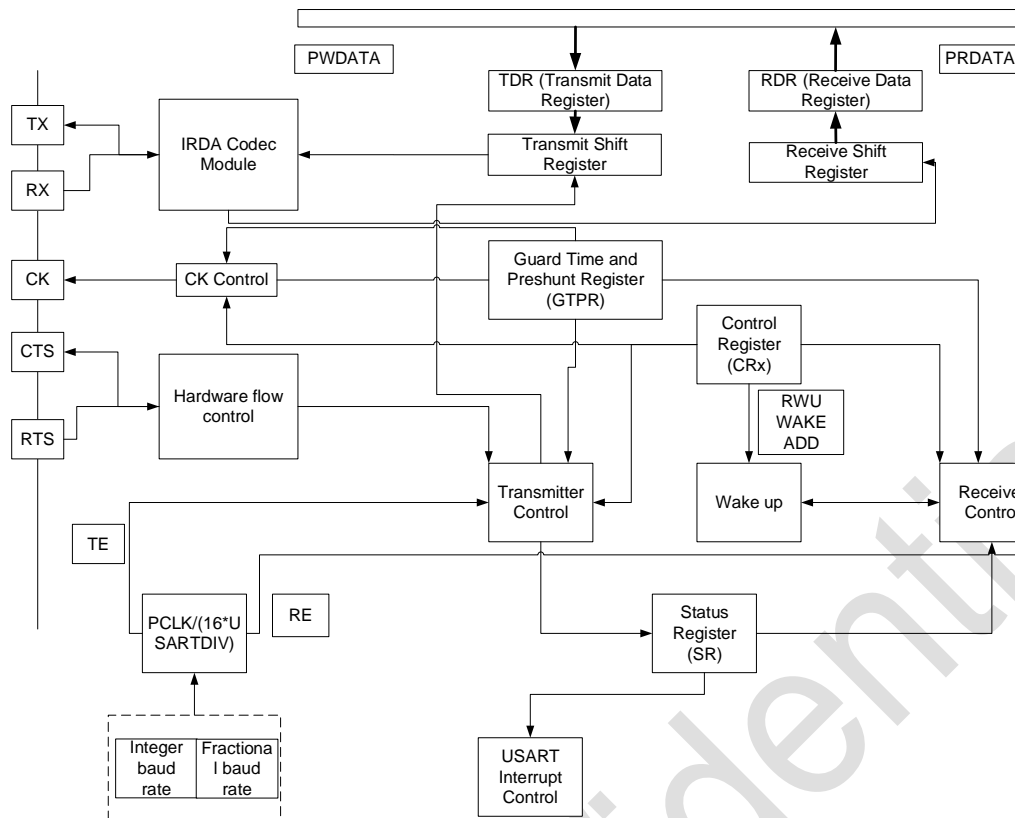 PWDATA
PRDATA
TDR (Transmit Data
Register)
RDR (Receive Data
Register)
TX
IRDA Codec
Module
Transmit Shift
Register
Receive Shift
Register
RX
CK
CK Control
Guard Time and
Preshunt Register
(GTPR)
Control
Register
(CRx)
CTS
Hardware flow
control
RTS
RWU
WAKE
ADD
Transmitter
Control
Wake up
Receive
Control
TE
RE
PCLK/(16*U
SARTDIV)
Status
Register
(SR)
Integer
baud
rate
Fractiona
l baud
rate
USART
Interrupt
Control